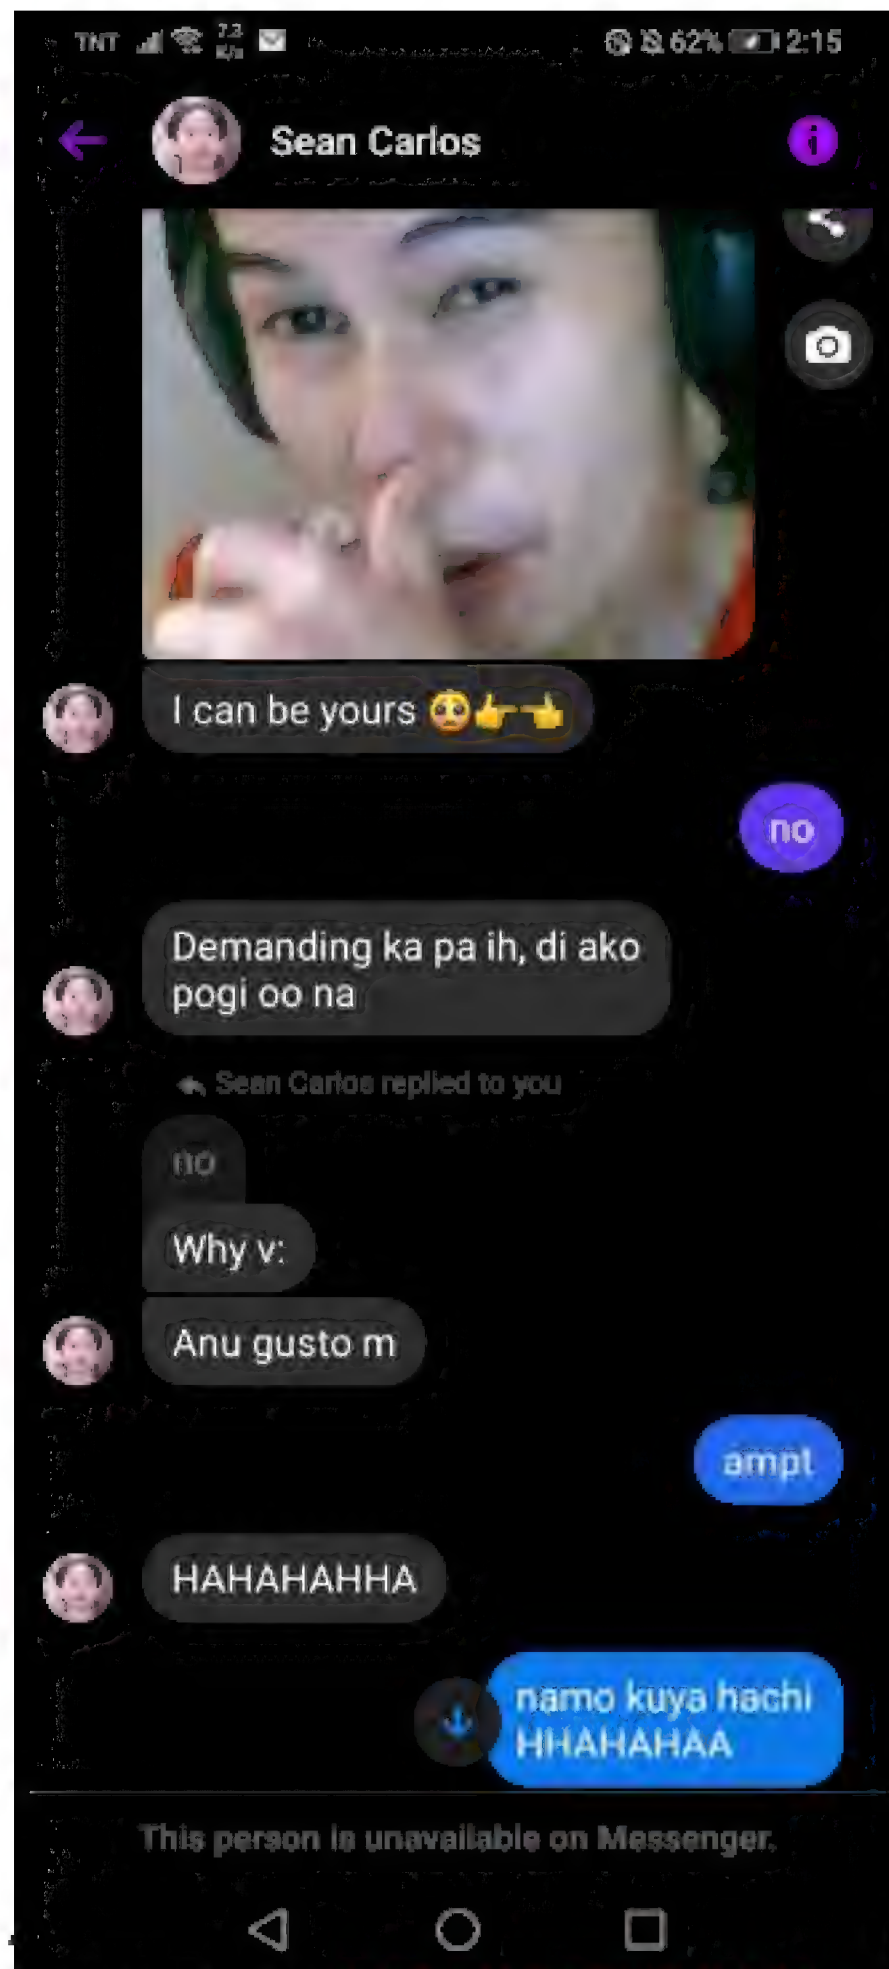 TNT 7.3 K/s 62% 2:15
Sean Carlos
I can be yours 🥺👉👈
no
Demanding ka pa ih, di ako
pogi oo na
Sean Carlos replied to you
no
Why v:
Anu gusto m
ampt
HAHAHAHHA
namo kuya hachi
HHAHAHAA
This person is unavailable on Messenger.